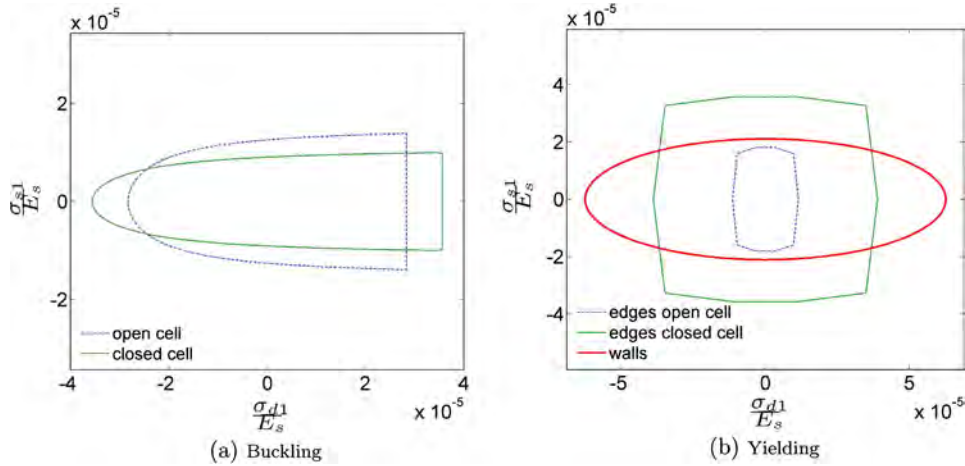 x 10⁻⁵
2
0
-2
σs1
Es
open cell
closed cell
-4
-2
0
2
4
σd1
Es
x 10⁻⁵
(a) Buckling
x 10⁻⁵
4
2
0
-2
-4
σs1
Es
edges open cell
edges closed cell
walls
-5
0
5
σd1
Es
x 10⁻⁵
(b) Yielding